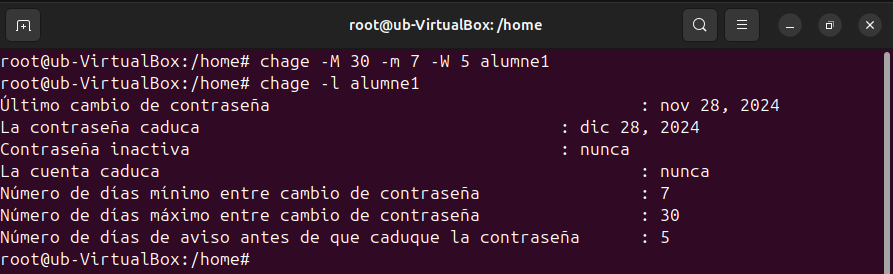 root@ub-VirtualBox: /home
root@ub-VirtualBox:/home# chage -M 30 -m 7 -W 5 alumne1
root@ub-VirtualBox:/home# chage -l alumne1
Último cambio de contraseña : nov 28, 2024
La contraseña caduca : dic 28, 2024
Contraseña inactiva : nunca
La cuenta caduca : nunca
Número de días mínimo entre cambio de contraseña : 7
Número de días máximo entre cambio de contraseña : 30
Número de días de aviso antes de que caduque la contraseña : 5
root@ub-VirtualBox:/home#